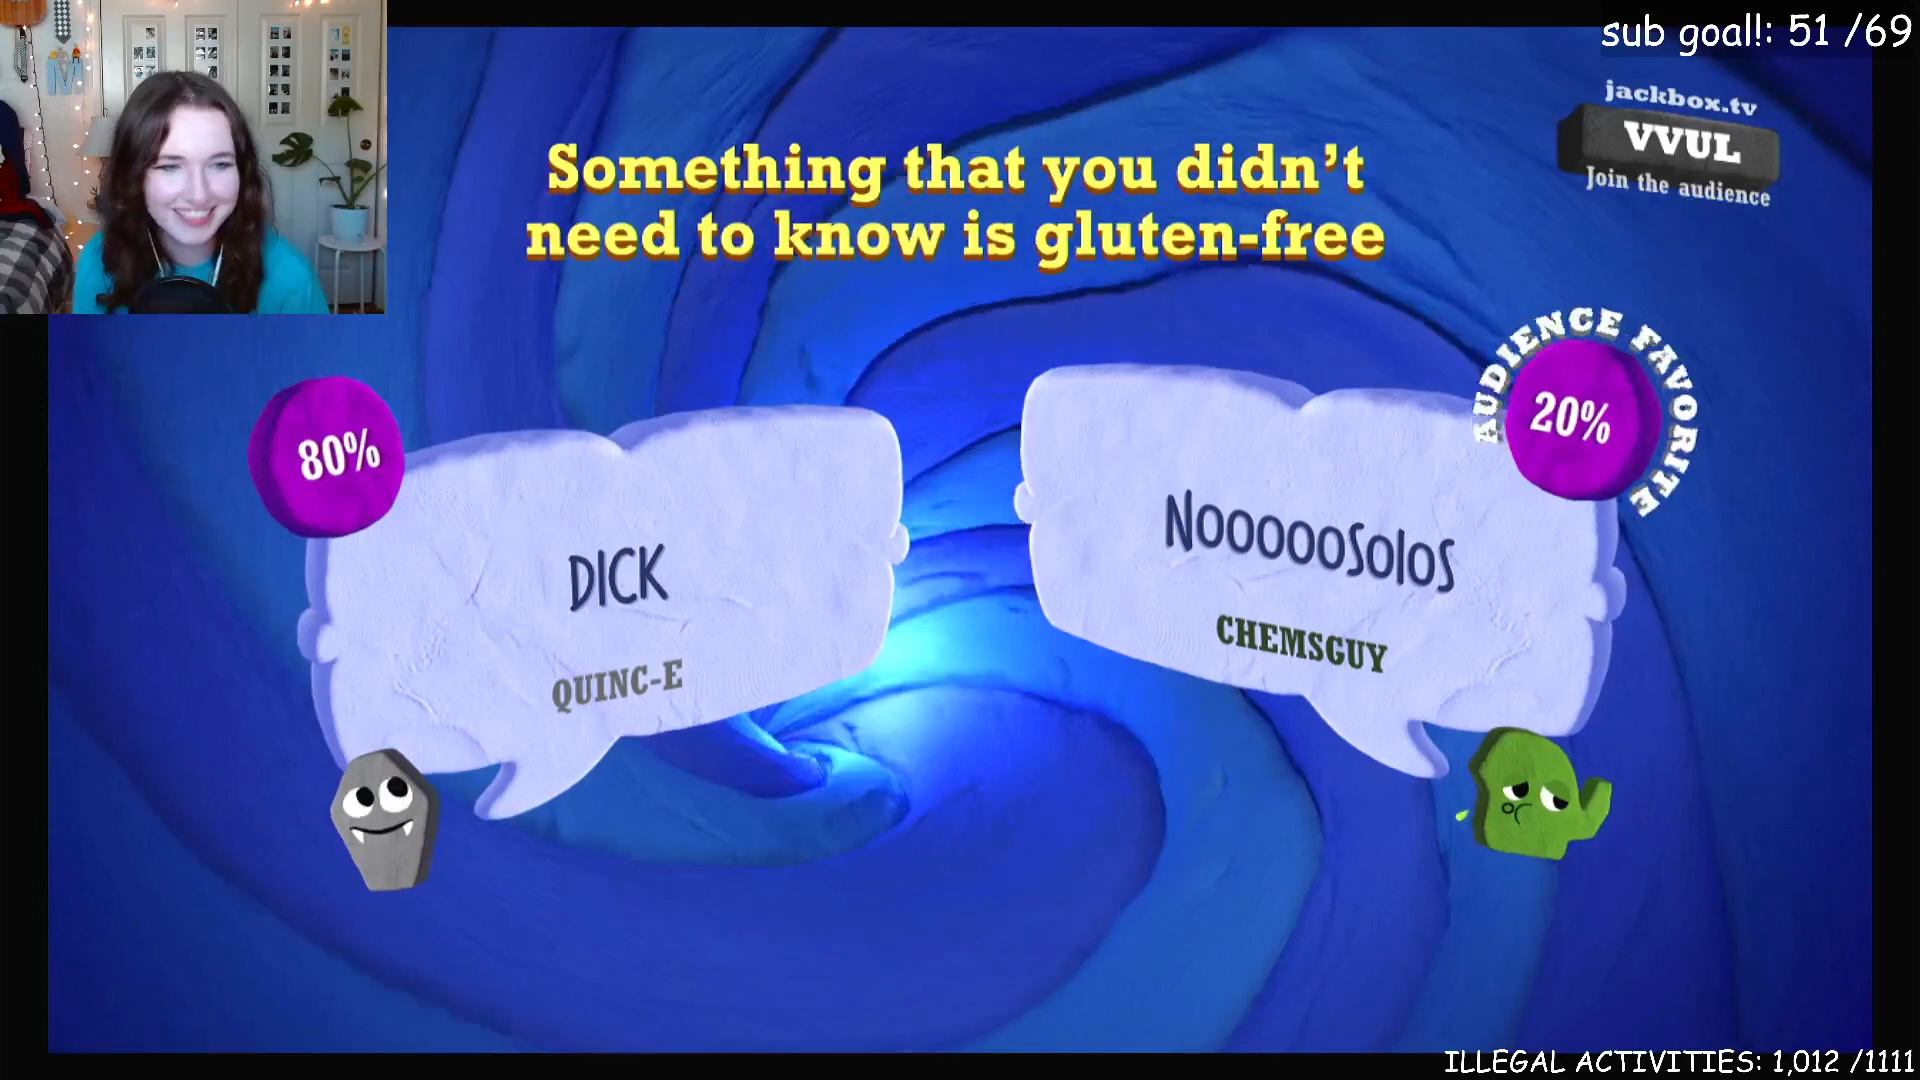 sub goal!: 51 /69
jackbox.tv
VVUL
Join the audience
Something that you didn't
need to know is gluten-free
AUDIENCE FAVORITE
80%
20%
DICK
QUINC-E
NOOOOOSOlOS
CHEMSGUY
ILLEGAL ACTIVITIES: 1,012 /1111